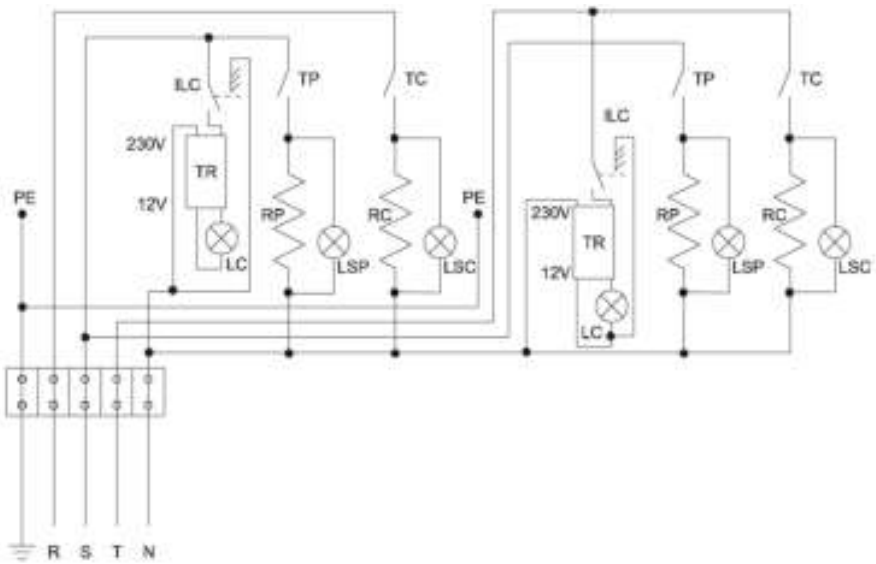 TP TC TP TC
ILC
ILC
230V
TR
PE
12V
RP RC PE
230V
TR
RP RC
LC LSP LSC
12V
LSP LSC
LC
R S T N